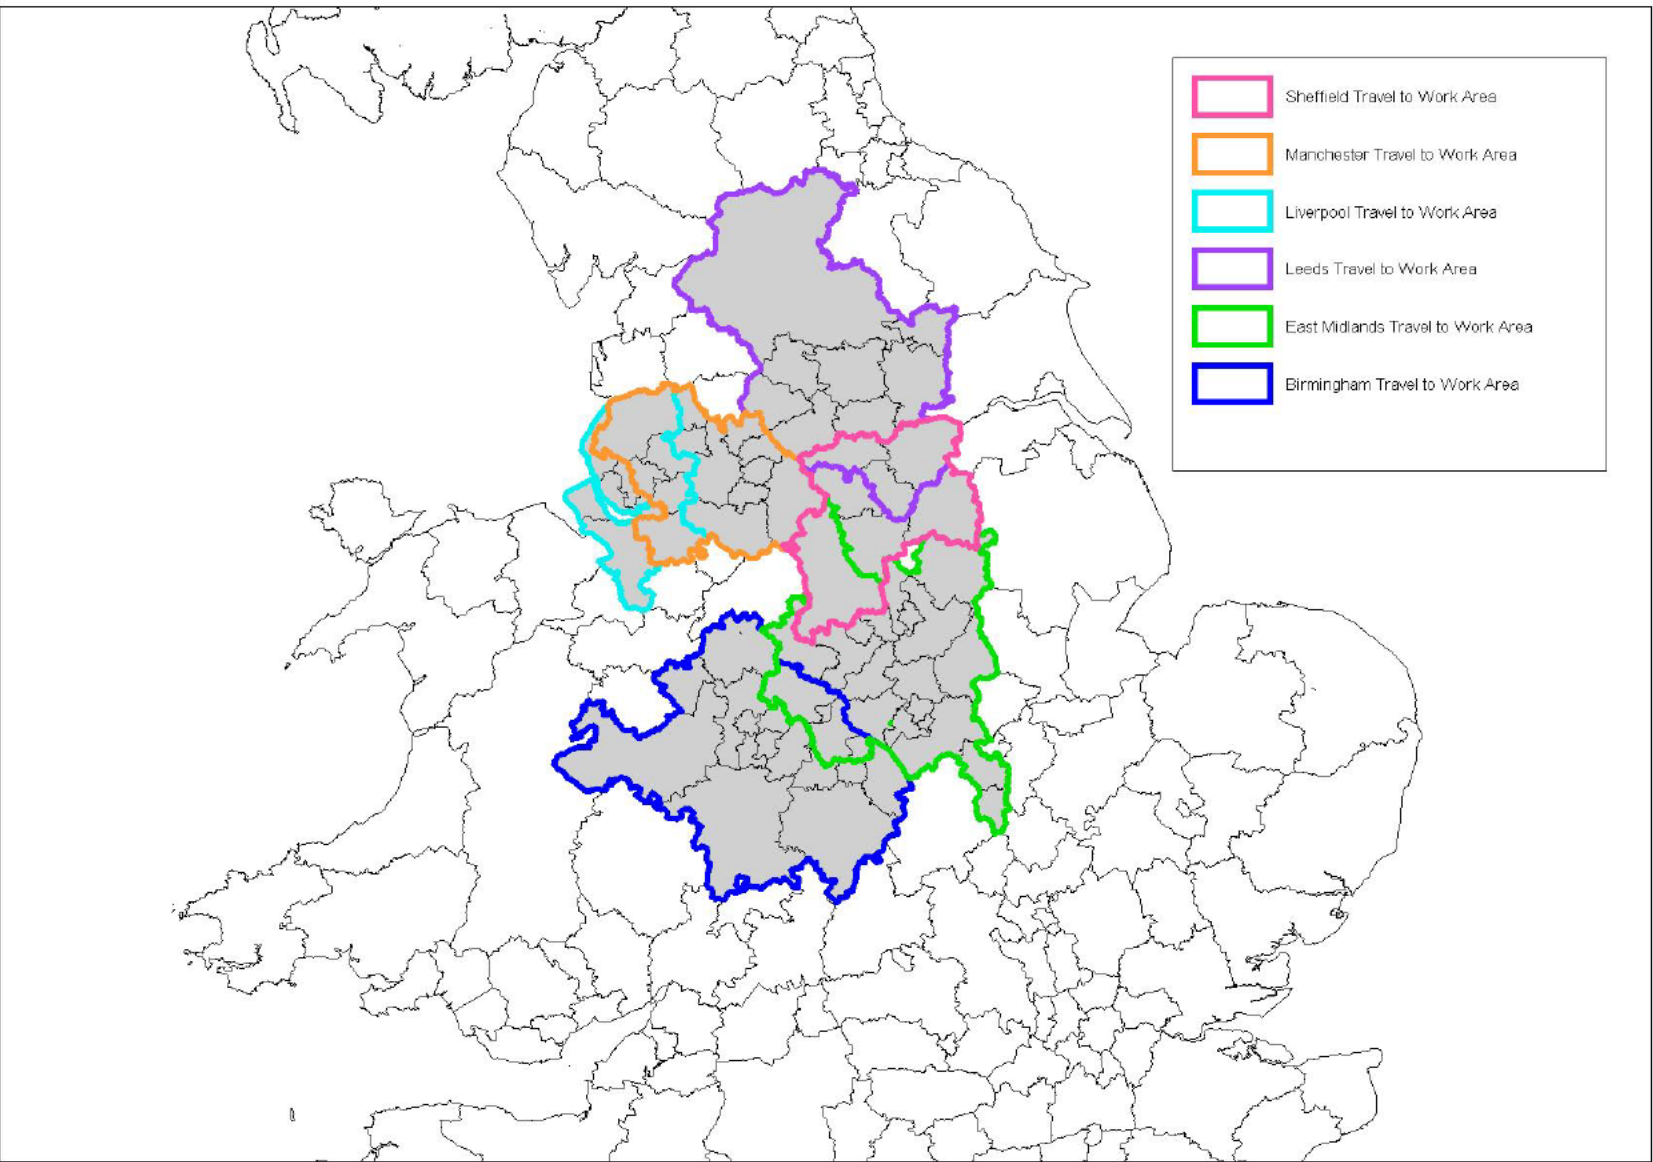 Sheffield Travel to Work Area
Manchester Travel to Work Area
Liverpool Travel to Work Area
Leeds Travel to Work Area
East Midlands Travel to Work Area
Birmingham Travel to Work Area